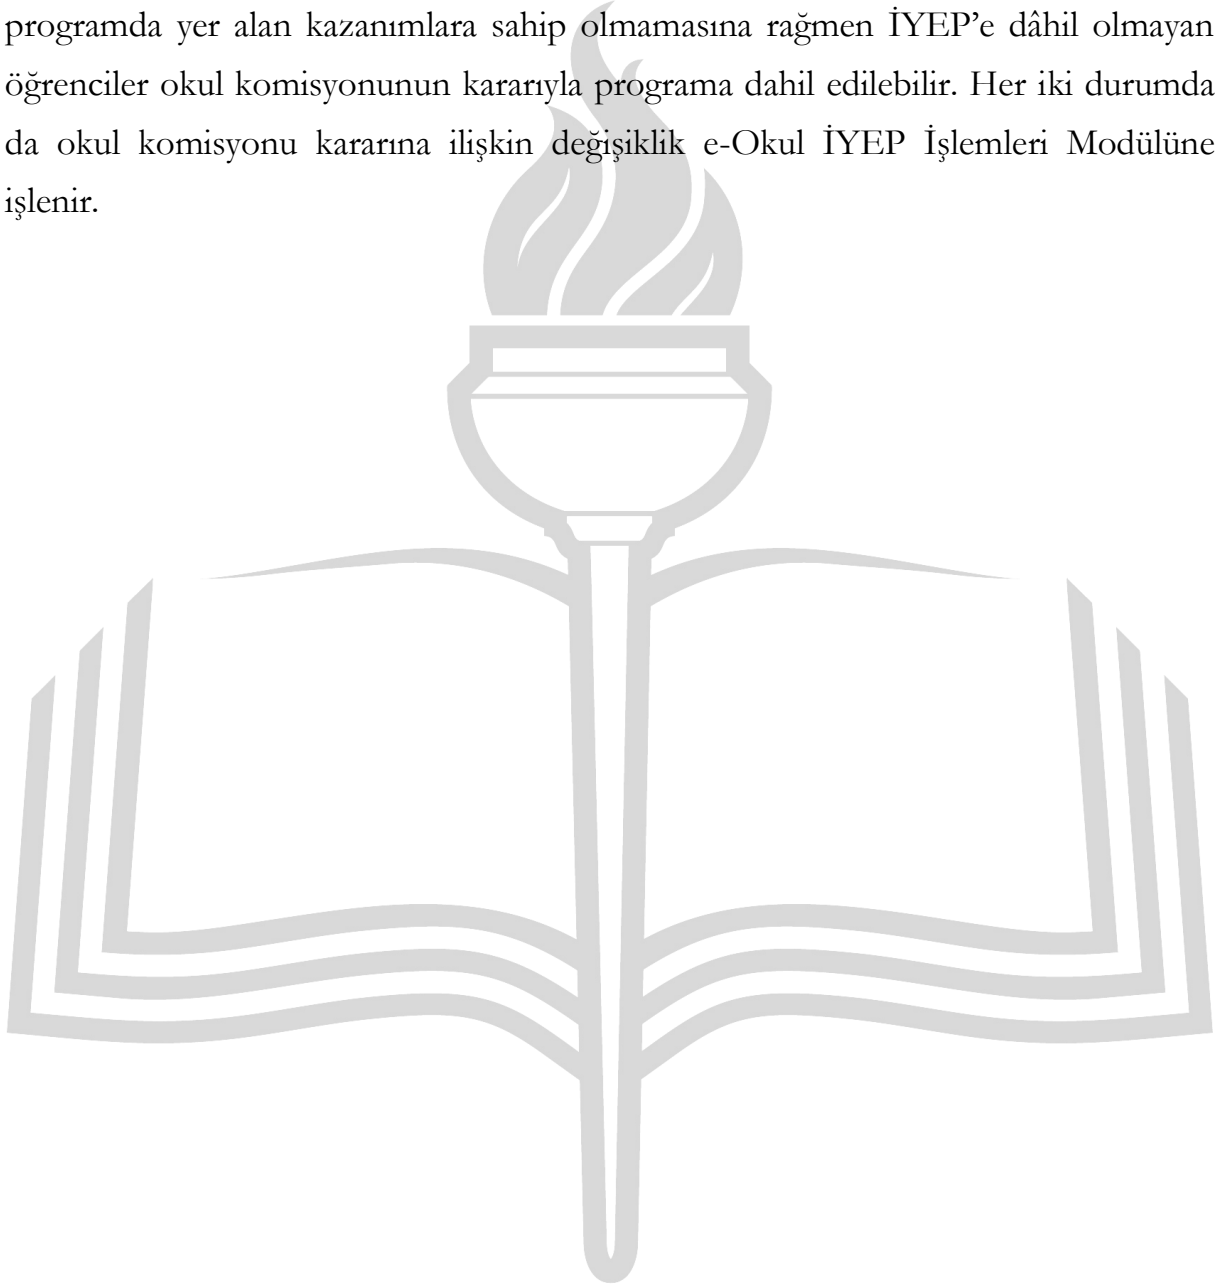 programda yer alan kazanımlara sahip olmamasına rağmen İYEP’e dâhil olmayan
öğrenciler okul komisyonunun kararıyla programa dahil edilebilir. Her iki durumda
da okul komisyonu kararına ilişkin değişiklik e-Okul İYEP İşlemleri Modülüne
işlenir.